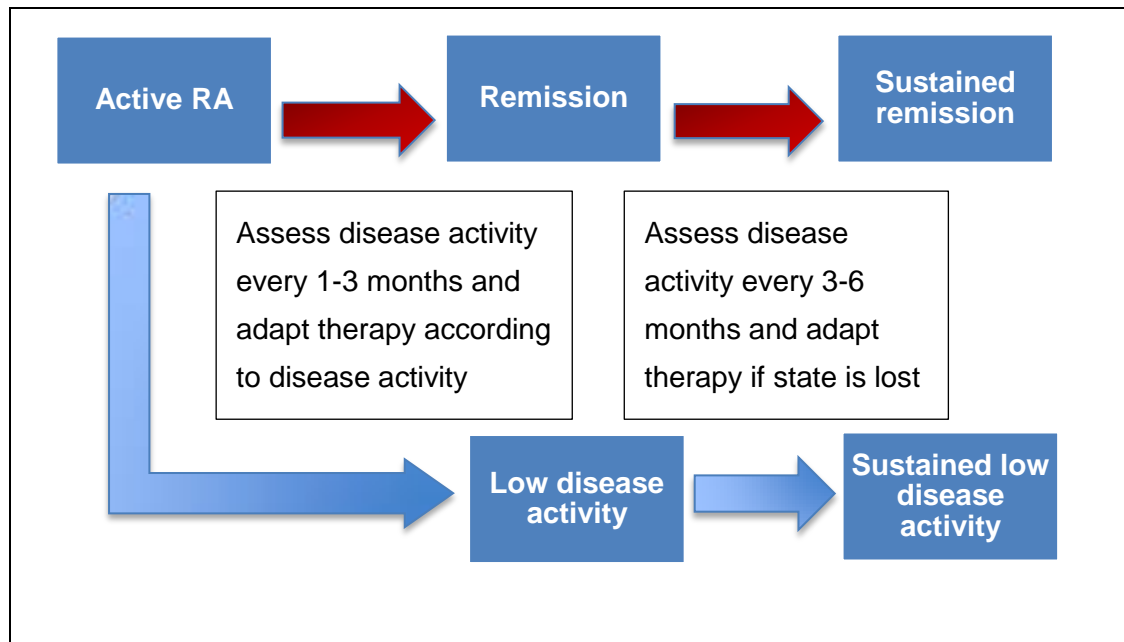 Active RA
Remission
Sustained
remission
Assess disease activity
every 1-3 months and
adapt therapy according
to disease activity
Assess disease
activity every 3-6
months and adapt
therapy if state is lost
Low disease
activity
Sustained low
disease
activity